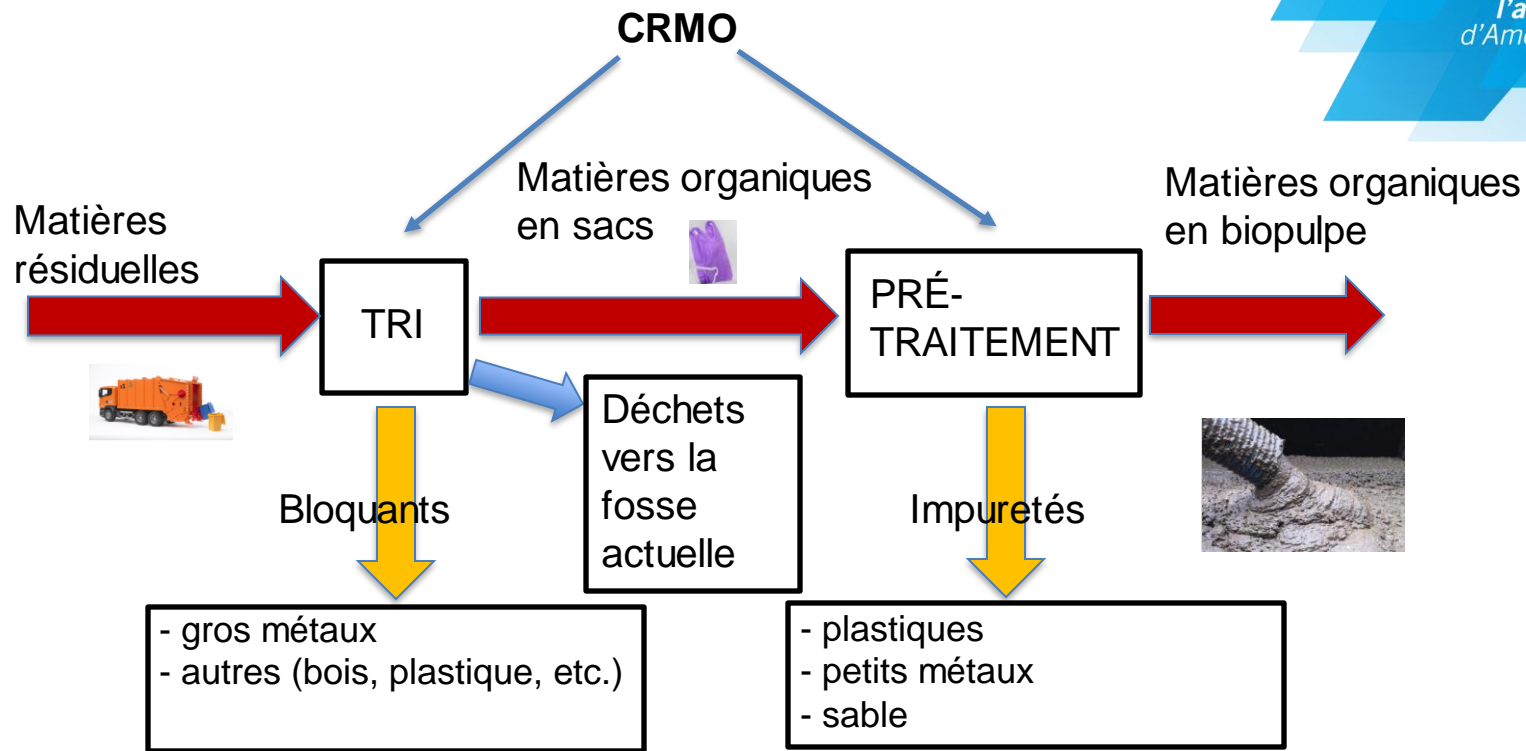 l'a
d'Amé
CRMO
Matières organiques
en sacs
Matières organiques
en biopulpe
Matières
résiduelles
TRI
PRÉ-
TRAITEMENT
Déchets
vers la
fosse
actuelle
Bloquants
Impuretés
- gros métaux
- autres (bois, plastique, etc.)
- plastiques
- petits métaux
- sable